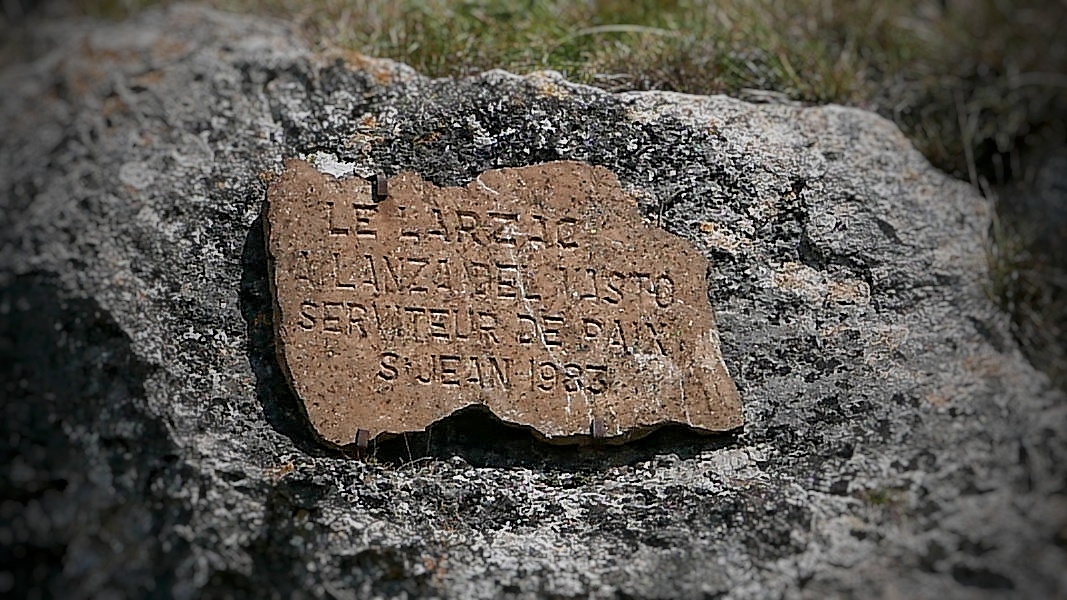 LE LARZAC
A LANZA DEL VASTO
SERVITEUR DE PAIX
S.JEAN 1983